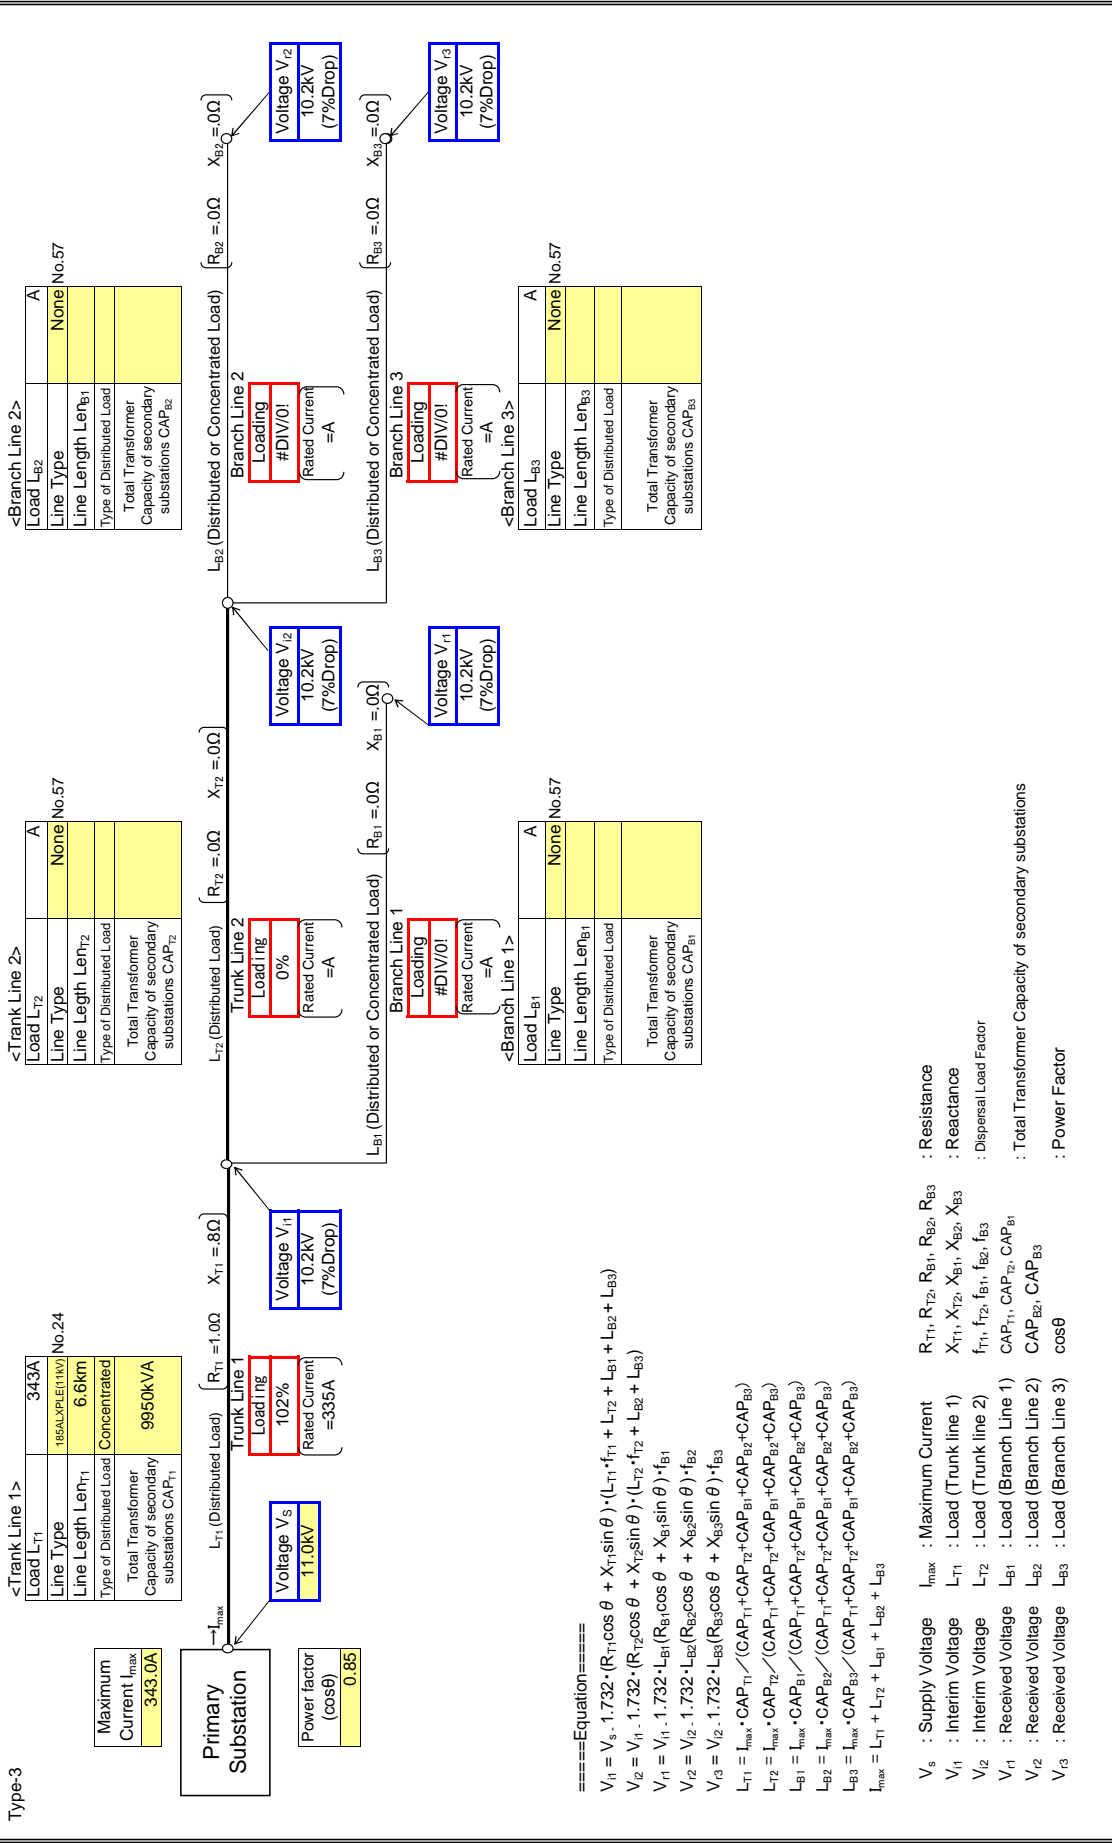 Type-3
Maximum
Current Imax
343.0A
Primary
Substation
Power factor
(cosθ)
0.85
→Imax
Voltage VS
11.0kV
<Trank Line 1>
Load LT1 343A
Line Type 185ALXPLE(11kV) No.24
Line Legth LenT1 6.6km
Type of Distributed Load Concentrated
Total Transformer
Capacity of secondary
substations CAPT1
9950kVA
LT1 (Distributed Load) RT1 =1.0Ω XT1 =.8Ω
Trunk Line 1
Loading
102%
Rated Current
=335A
Voltage Vi1
10.2kV
(7%Drop)
<Trank Line 2>
Load LT2 A
Line Type None No.57
Line Length LenT2
Type of Distributed Load
Total Transformer
Capacity of secondary
substations CAPT2
LT2 (Distributed Load) RT2 =.0Ω XT2 =.0Ω
Trunk Line 2
Loading
0%
Rated Current
=A
Voltage Vi2
10.2kV
(7%Drop)
LB1 (Distributed or Concentrated Load) RB1 =.0Ω XB1 =.0Ω
Branch Line 1
Loading
#DIV/0!
Rated Current
=A
Voltage Vr1
10.2kV
(7%Drop)
<Branch Line 1>
Load LB1 A
Line Type None No.57
Line Length LenB1
Type of Distributed Load
Total Transformer
Capacity of secondary
substations CAPB1
<Branch Line 2>
Load LB2 A
Line Type None No.57
Line Length LenB1
Type of Distributed Load
Total Transformer
Capacity of secondary
substations CAPB2
LB2 (Distributed or Concentrated Load) RB2 =.0Ω XB2 =.0Ω
Branch Line 2
Loading
#DIV/0!
Rated Current
=A
Voltage Vr2
10.2kV
(7%Drop)
LB3 (Distributed or Concentrated Load) RB3 =.0Ω XB3 =.0Ω
Branch Line 3
Loading
#DIV/0!
Rated Current
=A
Voltage Vr3
10.2kV
(7%Drop)
<Branch Line 3>
Load LB3 A
Line Type None No.57
Line Length LenB3
Type of Distributed Load
Total Transformer
Capacity of secondary
substations CAPB3
=====Equation=====
Vi1 = Vs - 1.732・(RT1cosθ + XT1sinθ)・(LT1・fT1 + LT2 + LB1 + LB2 + LB3)
Vi2 = Vi1 - 1.732・(RT2cosθ + XT2sinθ)・(LT2・fT2 + LB2 + LB3)
Vr1 = Vi1 - 1.732・LB1(RB1cosθ + XB1sinθ)・fB1
Vr2 = Vi2 - 1.732・LB2(RB2cosθ + XB2sinθ)・fB2
Vr3 = Vi2 - 1.732・LB3(RB3cosθ + XB3sinθ)・fB3
LT1 = Imax・CAPT1／(CAPT1+CAPT2+CAPB1+CAPB2+CAPB3)
LT2 = Imax・CAPT2／(CAPT1+CAPT2+CAPB1+CAPB2+CAPB3)
LB1 = Imax・CAPB1／(CAPT1+CAPT2+CAPB1+CAPB2+CAPB3)
LB2 = Imax・CAPB2／(CAPT1+CAPT2+CAPB1+CAPB2+CAPB3)
LB3 = Imax・CAPB3／(CAPT1+CAPT2+CAPB1+CAPB2+CAPB3)
Imax = LT1 + LT2 + LB1 + LB2 + LB3
Vs : Supply Voltage Imax : Maximum Current RT1, RT2, RB1, RB2, RB3 : Resistance
Vi1 : Interim Voltage LT1 : Load (Trunk line 1) XT1, XT2, XB1, XB2, XB3 : Reactance
Vi2 : Interim Voltage LT2 : Load (Trunk line 2) fT1, fT2, fB1, fB2, fB3 : Dispersal Load Factor
Vr1 : Received Voltage LB1 : Load (Branch Line 1) CAPT1, CAPT2, CAPB1 : Total Transformer Capacity of secondary substations
Vr2 : Received Voltage LB2 : Load (Branch Line 2) CAPB2, CAPB3
Vr3 : Received Voltage LB3 : Load (Branch Line 3) cosθ : Power Factor